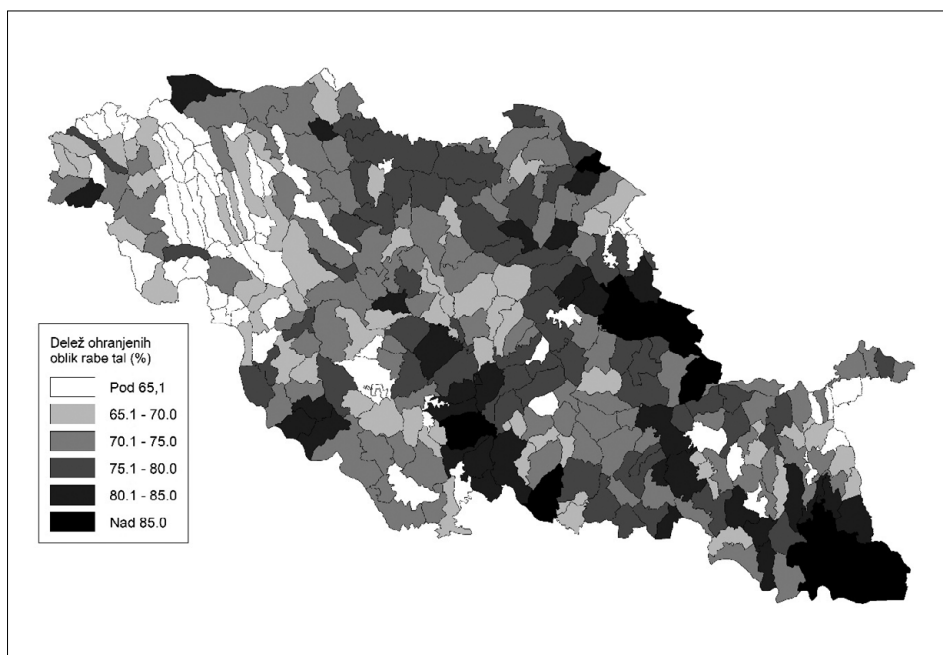 Delež ohranjenih
oblik rabe tal (%)
Pod 65,1
65.1 - 70.0
70.1 - 75.0
75.1 - 80.0
80.1 - 85.0
Nad 85.0